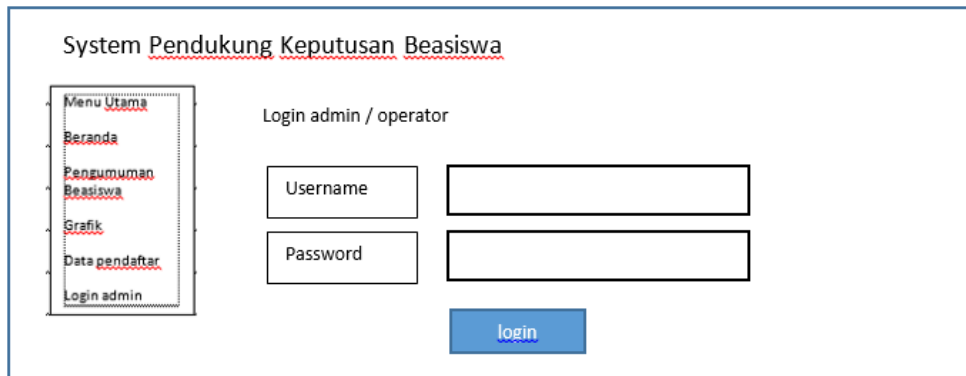 System Pendukung Keputusan Beasiswa
Menu Utama
Beranda
Pengumuman
Beasiswa
Grafik
Data pendaftar
Login admin
Login admin / operator
Username
Password
login